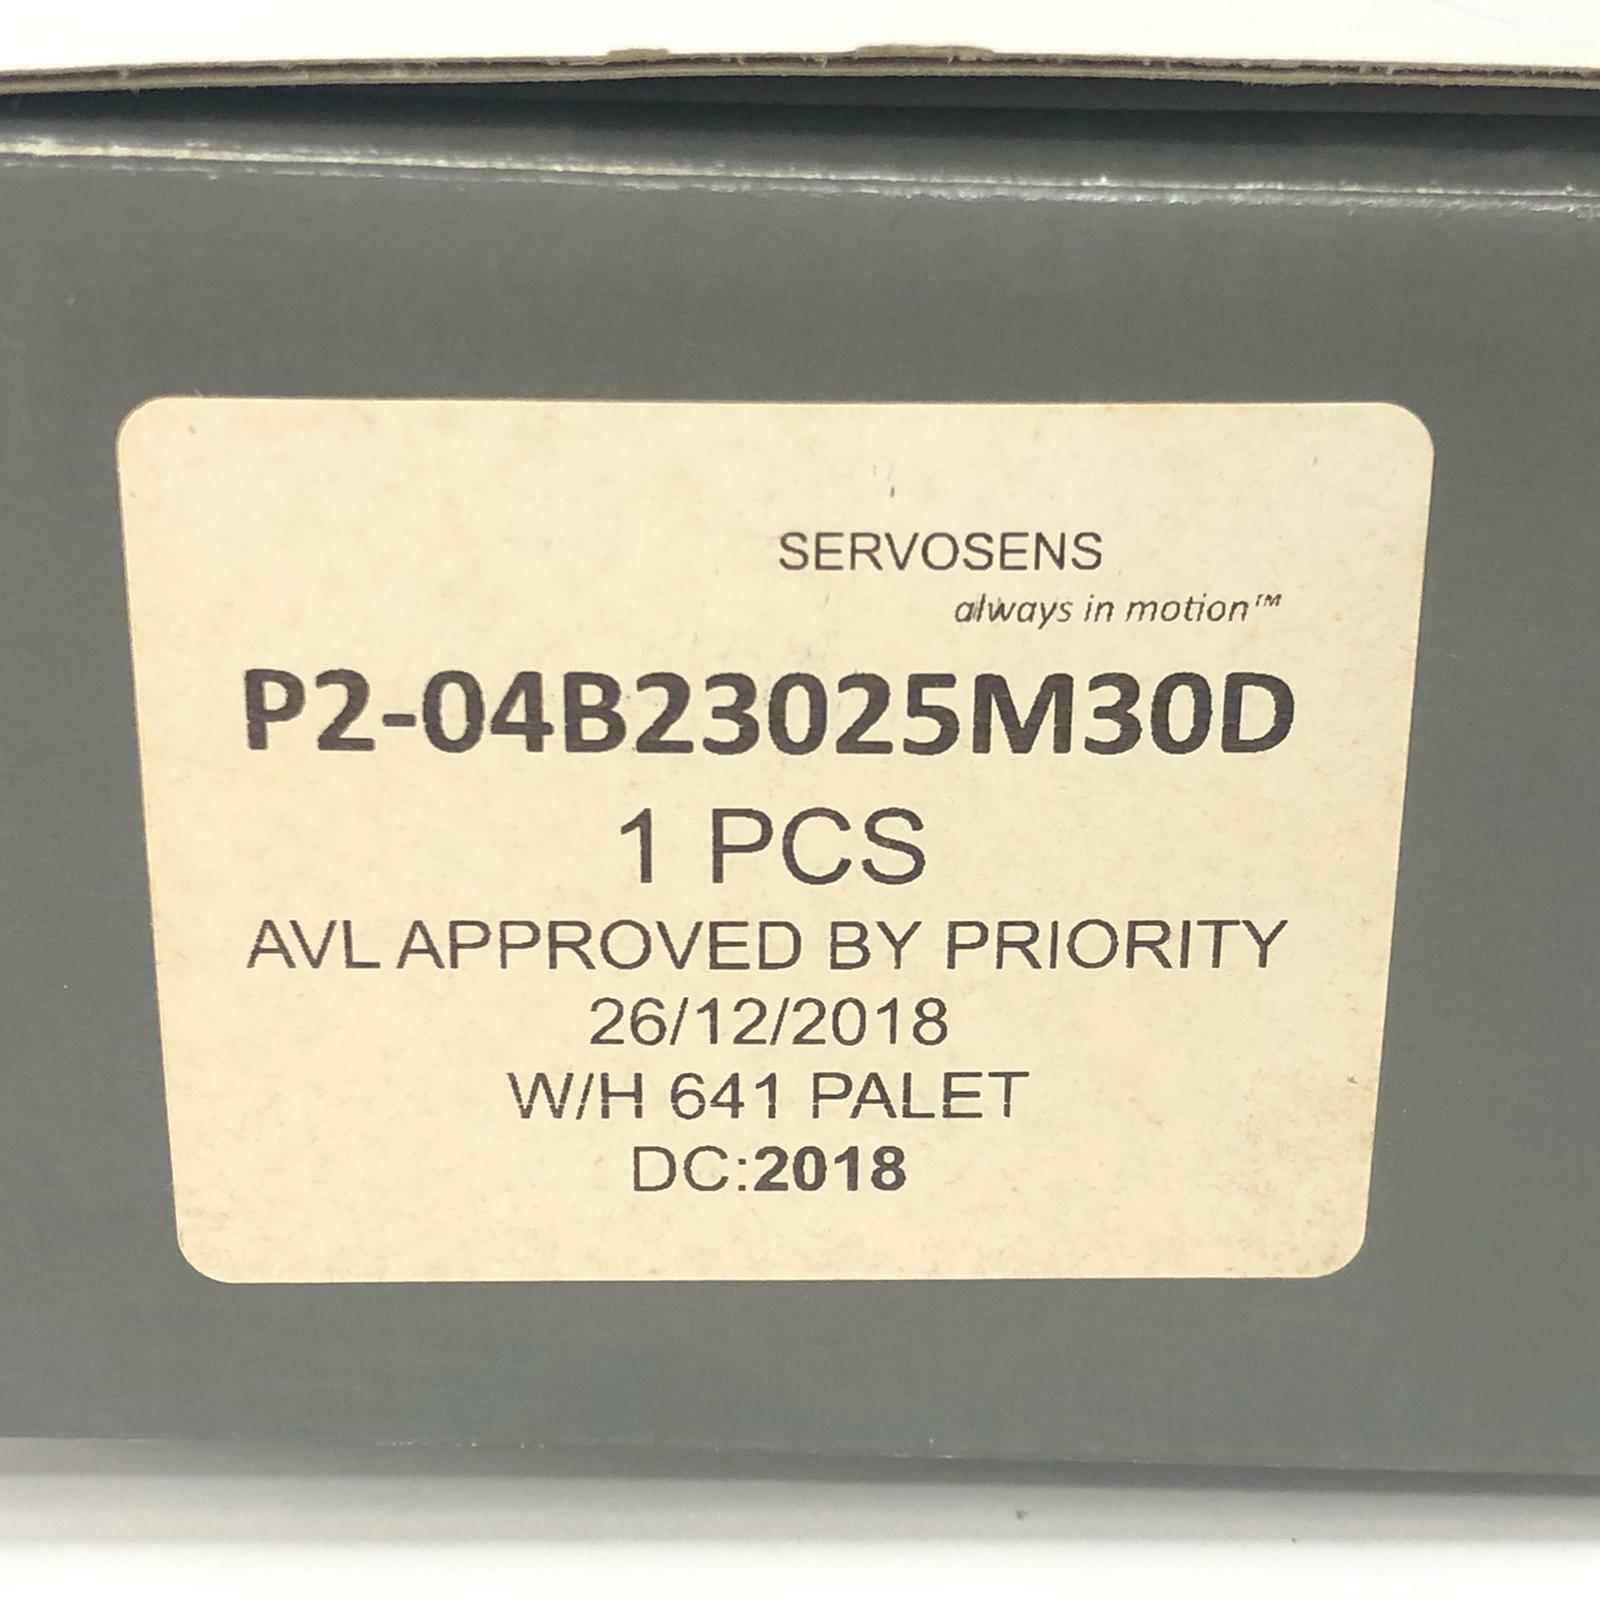 SERVOSENS
always in motion™
P2-04B23025M30D
1 PCS
AVL APPROVED BY PRIORITY
26/12/2018
W/H 641 PALET
DC:2018